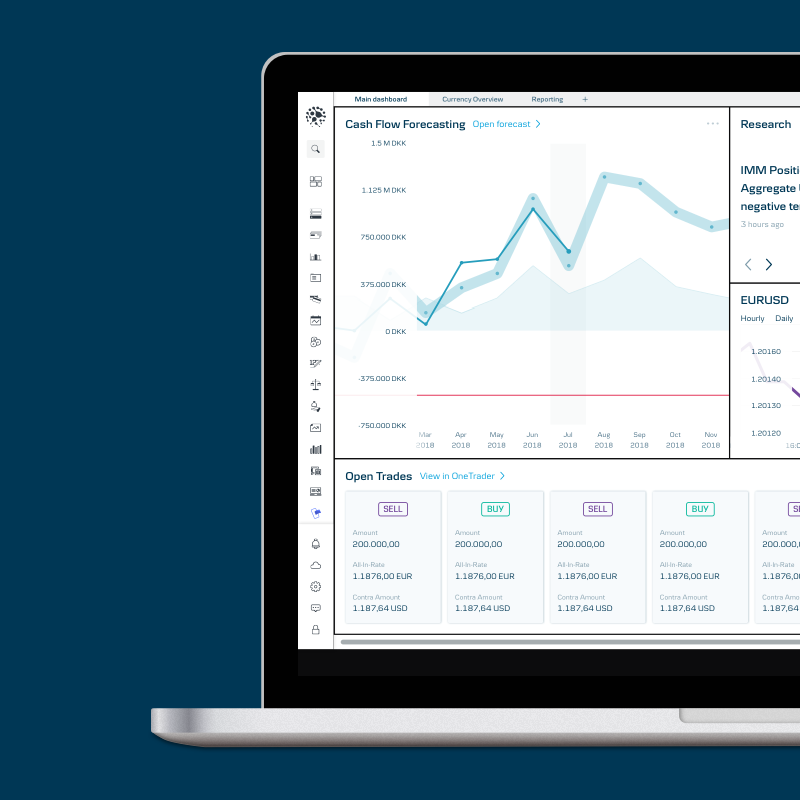 Main dashboard
Currency Overview
Reporting
+
Cash Flow Forecasting
Open forecast
1.5 M DKK
1.125 M DKK
750.000 DKK
375.000 DKK
0 DKK
-375.000 DKK
-750.000 DKK
Mar Apr May Jun Jul Aug Sep Oct Nov
2018 2018 2018 2018 2018 2018 2018 2018 2018
Research
IMM Positi
Aggregate
negative te
3 hours ago
EURUSD
Hourly Daily
1.20160
1.20140
1.20130
1.20120
16:0
Open Trades
View in OneTrader
SELL
Amount
200.000,00
All-In-Rate
1.1876,00 EUR
Contra Amount
1.187,64 USD
BUY
Amount
200.000,00
All-In-Rate
1.1876,00 EUR
Contra Amount
1.187,64 USD
SELL
Amount
200.000,00
All-In-Rate
1.1876,00 EUR
Contra Amount
1.187,64 USD
BUY
Amount
200.000,00
All-In-Rate
1.1876,00 EUR
Contra Amount
1.187,64 USD
S
Amount
200.000,
All-In-Rate
1.1876,0
Contra Am
1.187,64